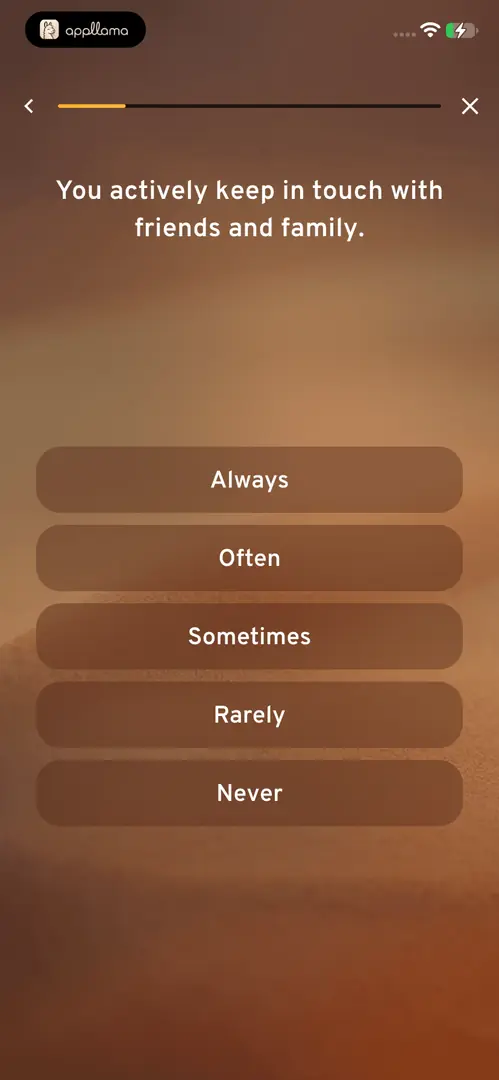 appllama
You actively keep in touch with
friends and family.
Always
Often
Sometimes
Rarely
Never